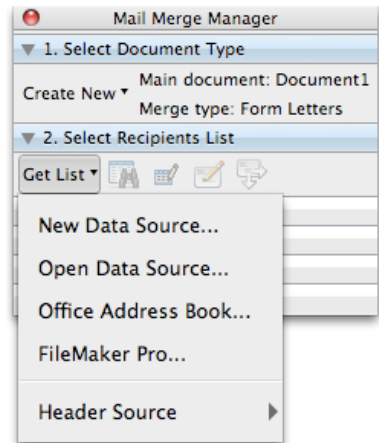 Mail Merge Manager
1. Select Document Type
Create New
Main document: Document1
Merge type: Form Letters
2. Select Recipients List
Get List
New Data Source...
Open Data Source...
Office Address Book...
FileMaker Pro...
Header Source